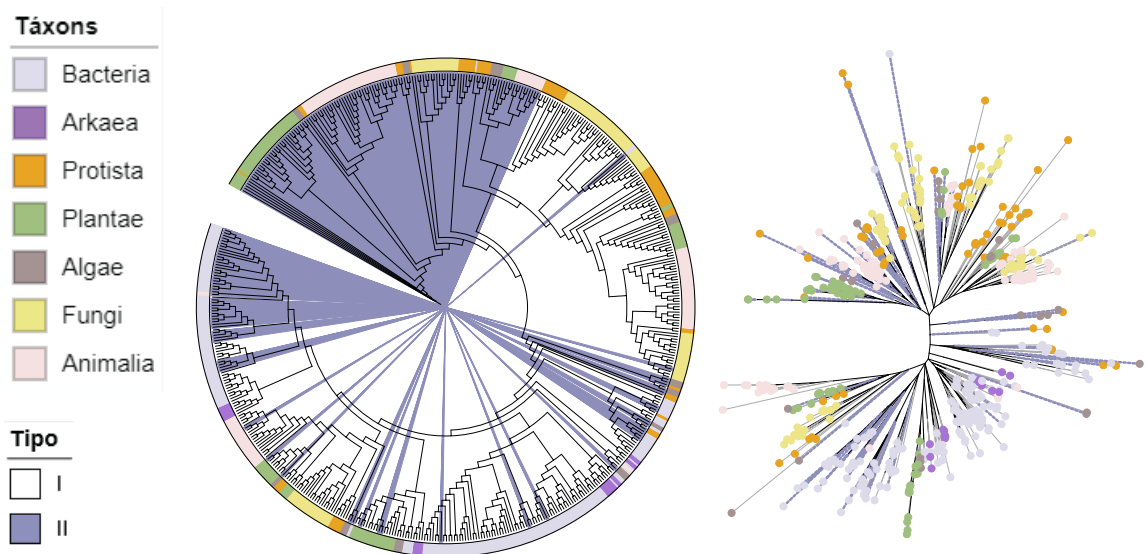 Táxons
Bacteria
Arkaea
Protista
Plantae
Algae
Fungi
Animalia
Tipo
I
II